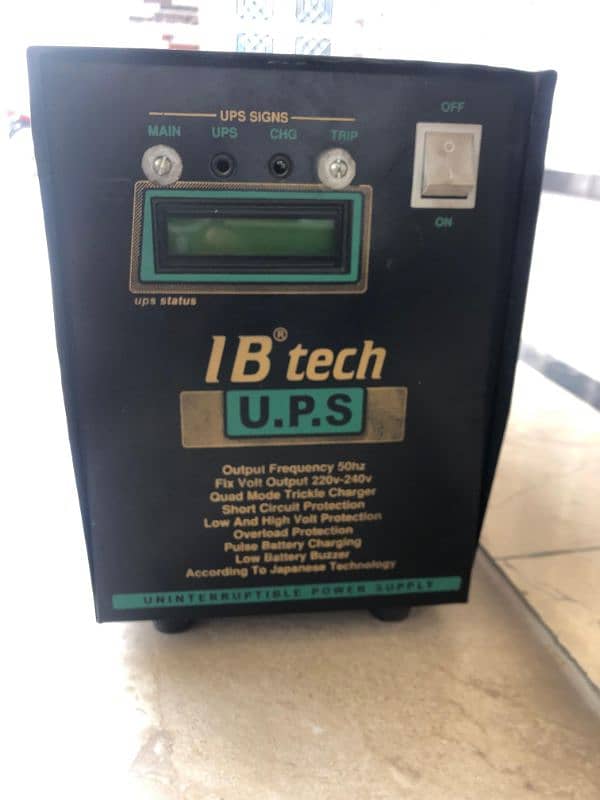 UPS SIGNS
MAIN UPS CHG TRIP
OFF
ON
ups status
IB® tech
U.P.S
Output Frequency 50hz
Fix Volt Output 220v-240v
Quad Mode Trickle Charger
Short Circuit Protection
Low And High Volt Protection
Overload Protection
Pulse Battery Charging
Low Battery Buzzer
According To Japanese Technology
UNINTERRUPTIBLE POWER SUPPLY